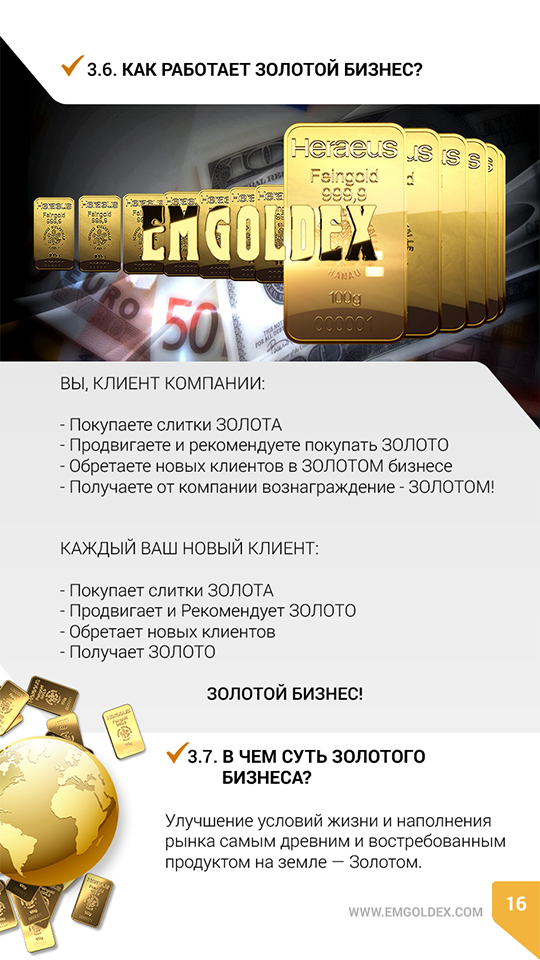 3.6. КАК РАБОТАЕТ ЗОЛОТОЙ БИЗНЕС?
Heraeus
Feingold
999,9
EMGOLDEX
HANAU
100g
000001
EURO
50
ВЫ, КЛИЕНТ КОМПАНИИ:
- Покупаете слитки ЗОЛОТА
- Продвигаете и рекомендуете покупать ЗОЛОТО
- Обретаете новых клиентов в ЗОЛОТОМ бизнесе
- Получаете от компании вознаграждение - ЗОЛОТОМ!
КАЖДЫЙ ВАШ НОВЫЙ КЛИЕНТ:
- Покупает слитки ЗОЛОТА
- Продвигает и Рекомендует ЗОЛОТО
- Обретает новых клиентов
- Получает ЗОЛОТО
ЗОЛОТОЙ БИЗНЕС!
3.7. В ЧЕМ СУТЬ ЗОЛОТОГО
БИЗНЕСА?
Улучшение условий жизни и наполнения
рынка самым древним и востребованным
продуктом на земле — Золотом.
WWW.EMGOLDEX.COM
16